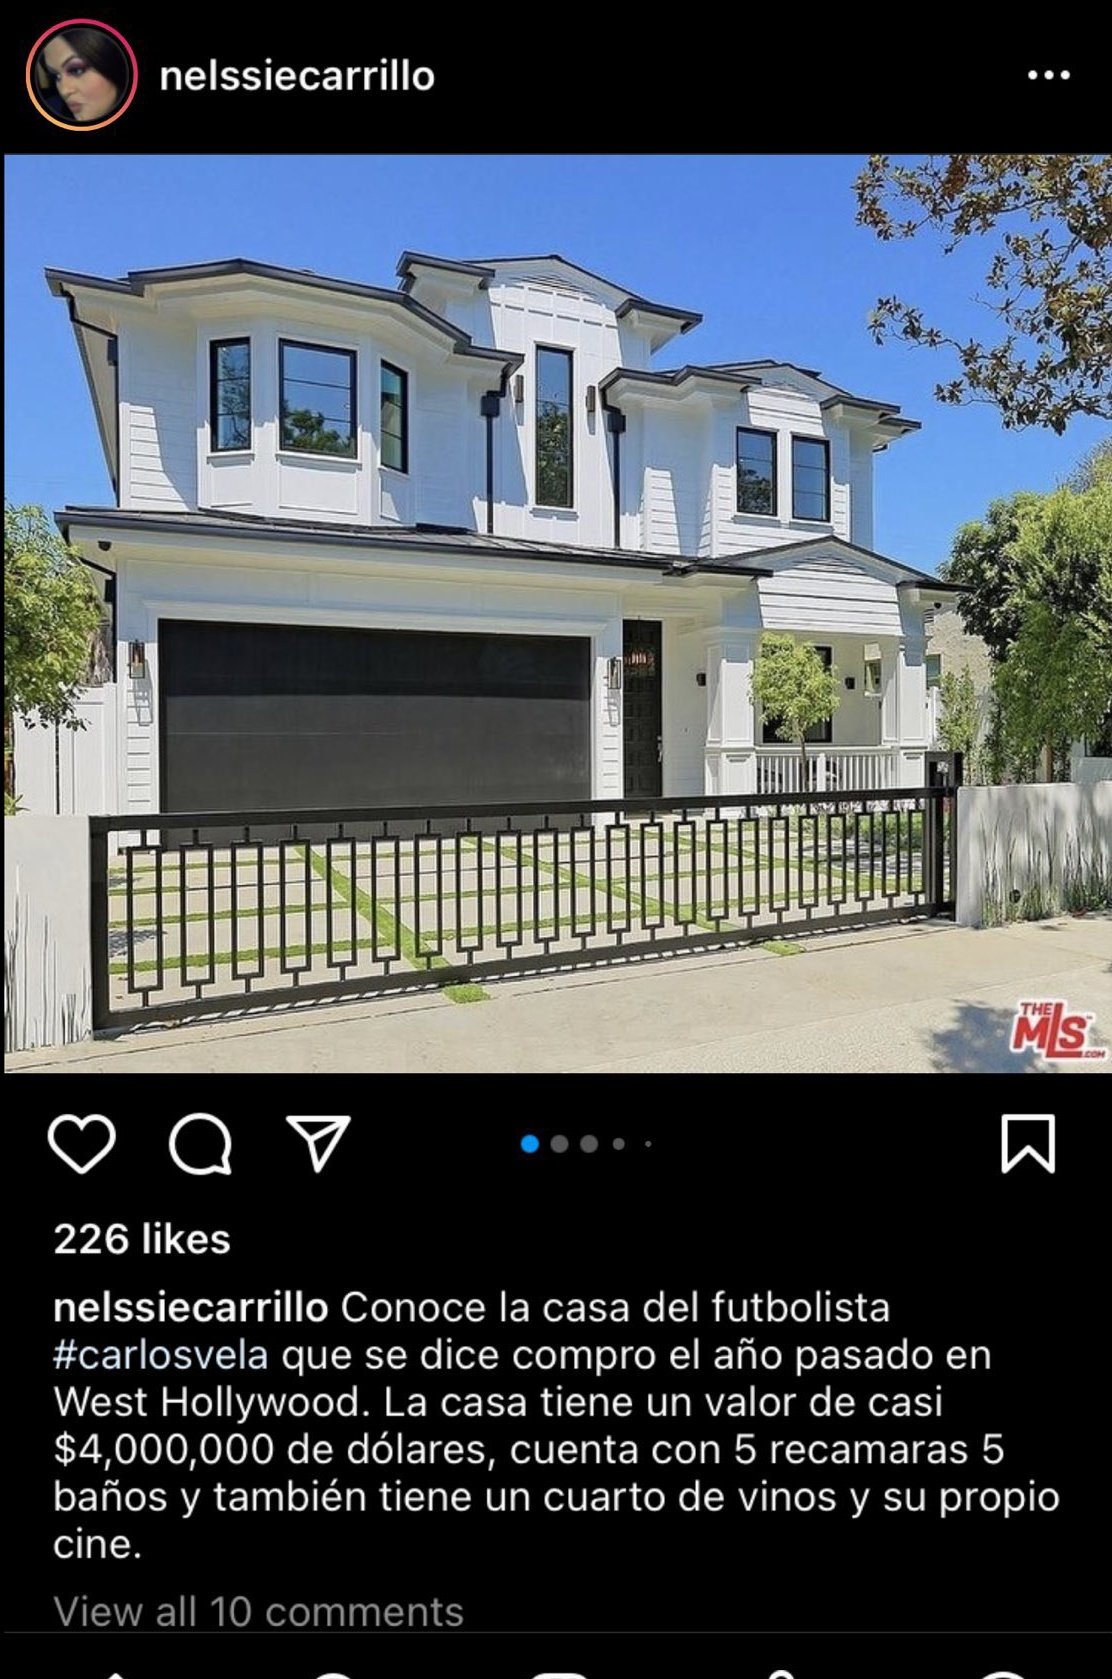 nelssiecarrillo
THE
MLS
.COM
226 likes
nelssiecarrillo Conoce la casa del futbolista
#carlosvela que se dice compro el año pasado en
West Hollywood. La casa tiene un valor de casi
$4,000,000 de dólares, cuenta con 5 recamaras 5
baños y también tiene un cuarto de vinos y su propio
cine.
View all 10 comments